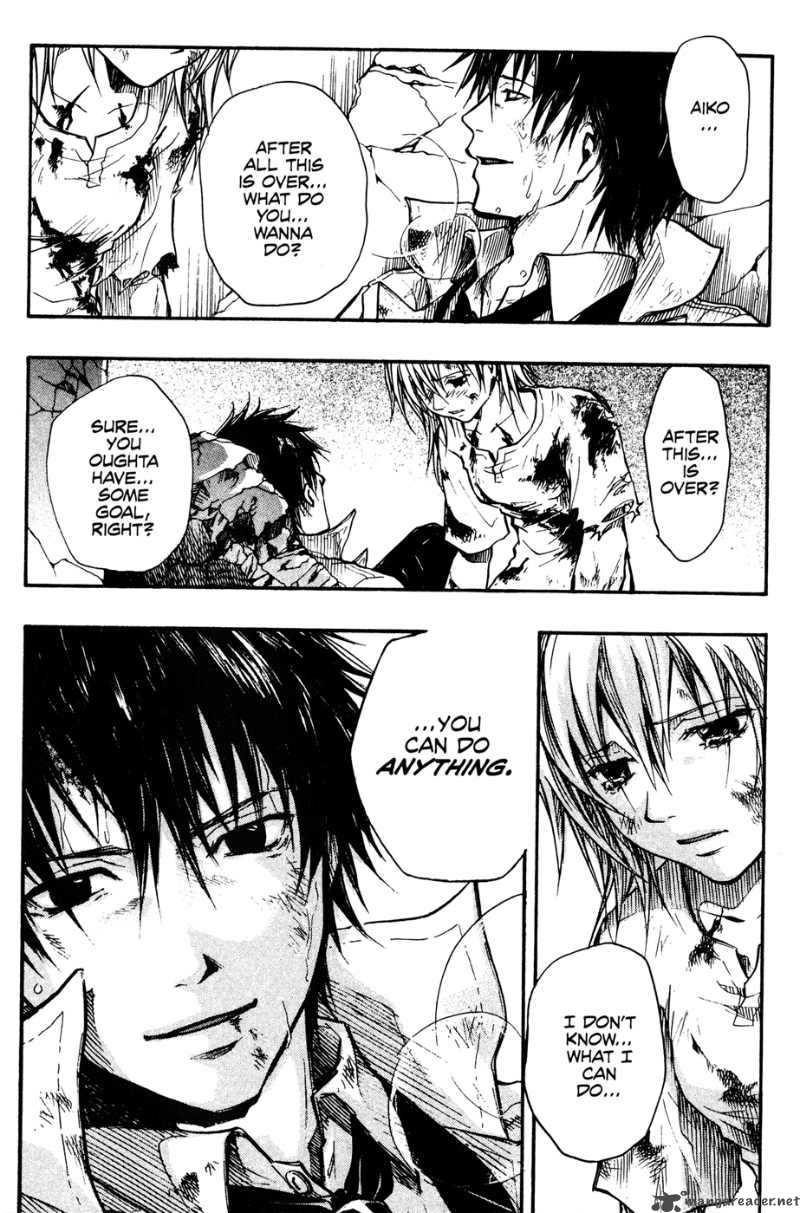 AIKO
...
AFTER
ALL THIS
IS OVER...
WHAT DO
YOU...
WANNA
DO?
AFTER
THIS...
IS
OVER?
SURE...
YOU
OUGHTA
HAVE...
SOME
GOAL,
RIGHT?
I DON'T
KNOW...
WHAT I
CAN
DO...
...YOU
CAN DO
ANYTHING.
mangareader.net